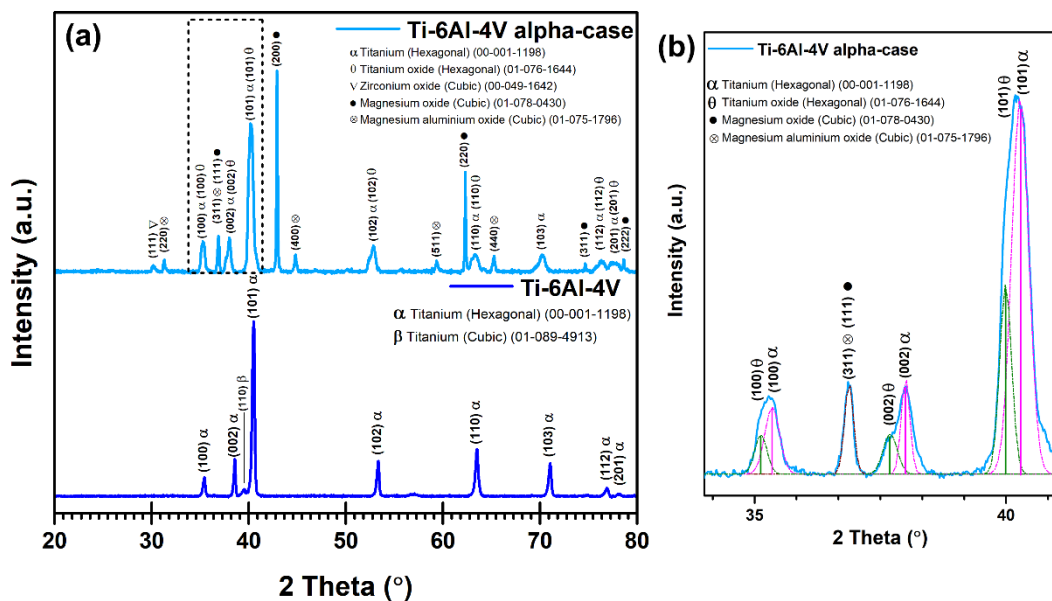 (a)
Ti-6Al-4V alpha-case
α Titanium (Hexagonal) (00-001-1198)
θ Titanium oxide (Hexagonal) (01-076-1644)
∇ Zirconium oxide (Cubic) (00-049-1642)
● Magnesium oxide (Cubic) (01-078-0430)
⊗ Magnesium aluminium oxide (Cubic) (01-075-1796)
(111) ∇
(220) ⊗
(100) α (100) θ
(311) ⊗ (111) ●
(002) α (002) θ
(101) α (101) θ
(200) ●
(400) ⊗
(102) α (102) θ
(511) ⊗
(220) ●
(110) α (110) θ
(440) ⊗
(103) α
(311) ●
(112) α (112) θ
(201) α (201) θ
(222) ●
Ti-6Al-4V
α Titanium (Hexagonal) (00-001-1198)
β Titanium (Cubic) (01-089-4913)
(100) α
(002) α
(110) β
(101) α
(102) α
(110) α
(103) α
(112) α
(201) α
Intensity (a.u.)
20 30 40 50 60 70 80
2 Theta (°)
(b)
Ti-6Al-4V alpha-case
α Titanium (Hexagonal) (00-001-1198)
θ Titanium oxide (Hexagonal) (01-076-1644)
● Magnesium oxide (Cubic) (01-078-0430)
⊗ Magnesium aluminium oxide (Cubic) (01-075-1796)
(100) θ
(100) α
(311) ⊗ (111) ●
(002) θ
(002) α
(101) θ
(101) α
Intensity (a.u.)
35 40
2 Theta (°)